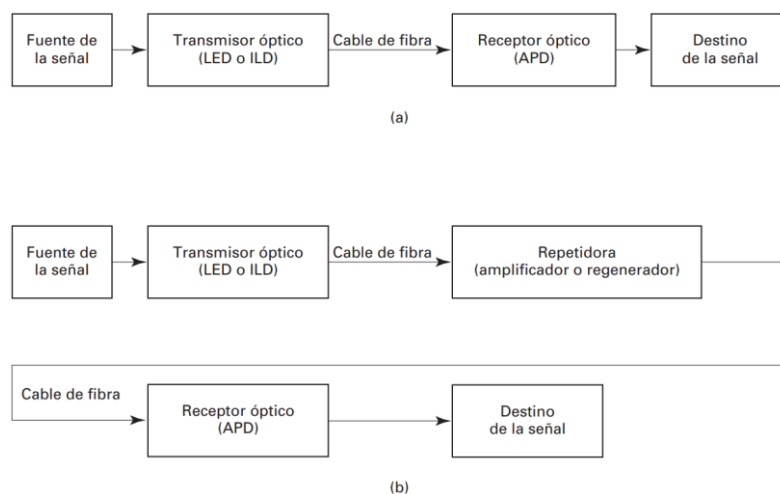 Fuente de
la señal
Transmisor óptico
(LED o ILD)
Cable de fibra
Receptor óptico
(APD)
Destino
de la señal
(a)
Fuente de
la señal
Transmisor óptico
(LED o ILD)
Cable de fibra
Repetidora
(amplificador o regenerador)
Cable de fibra
Receptor óptico
(APD)
Destino
de la señal
(b)